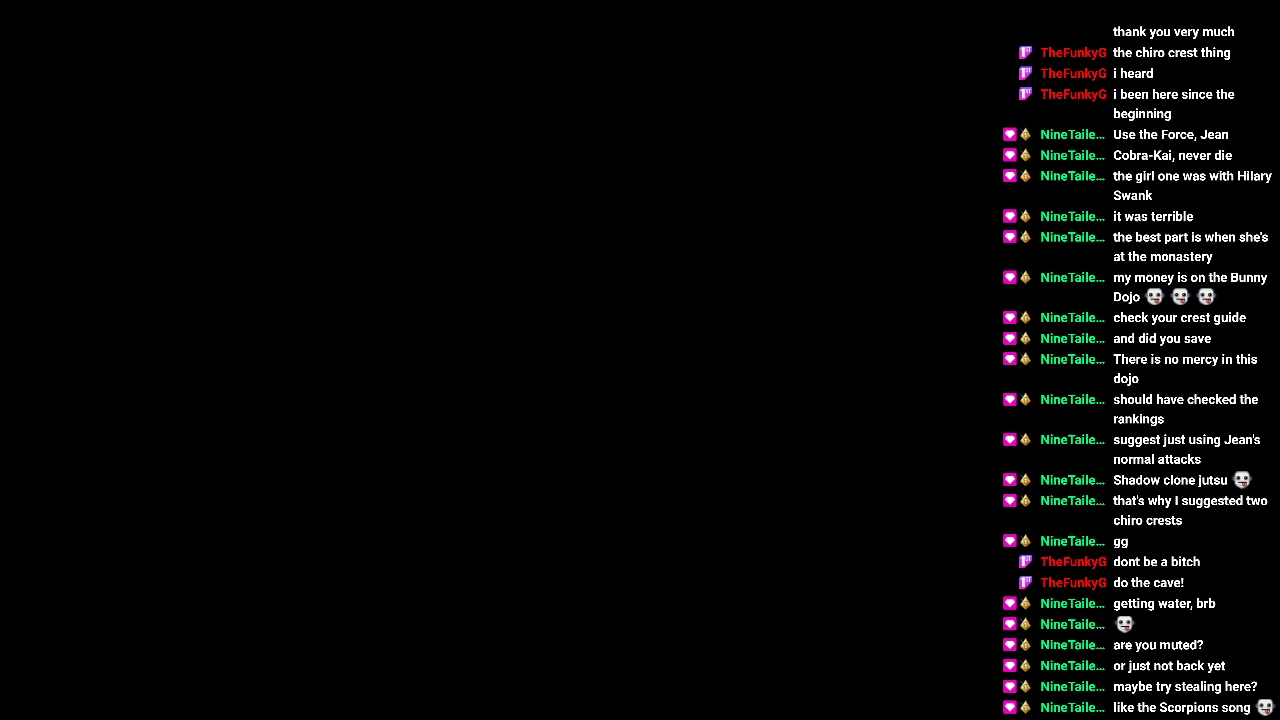 thank you very much
TheFunkyG the chiro crest thing
TheFunkyG i heard
TheFunkyG i been here since the
beginning
NineTaile... Use the Force, Jean
NineTaile... Cobra-Kai, never die
NineTaile... the girl one was with Hilary
Swank
NineTaile... it was terrible
NineTaile... the best part is when she's
at the monastery
NineTaile... my money is on the Bunny
Dojo
NineTaile... check your crest guide
NineTaile... and did you save
NineTaile... There is no mercy in this
dojo
NineTaile... should have checked the
rankings
NineTaile... suggest just using Jean's
normal attacks
NineTaile... Shadow clone jutsu
NineTaile... that's why I suggested two
chiro crests
NineTaile... gg
TheFunkyG dont be a bitch
TheFunkyG do the cave!
NineTaile... getting water, brb
NineTaile...
NineTaile... are you muted?
NineTaile... or just not back yet
NineTaile... maybe try stealing here?
NineTaile... like the Scorpions song